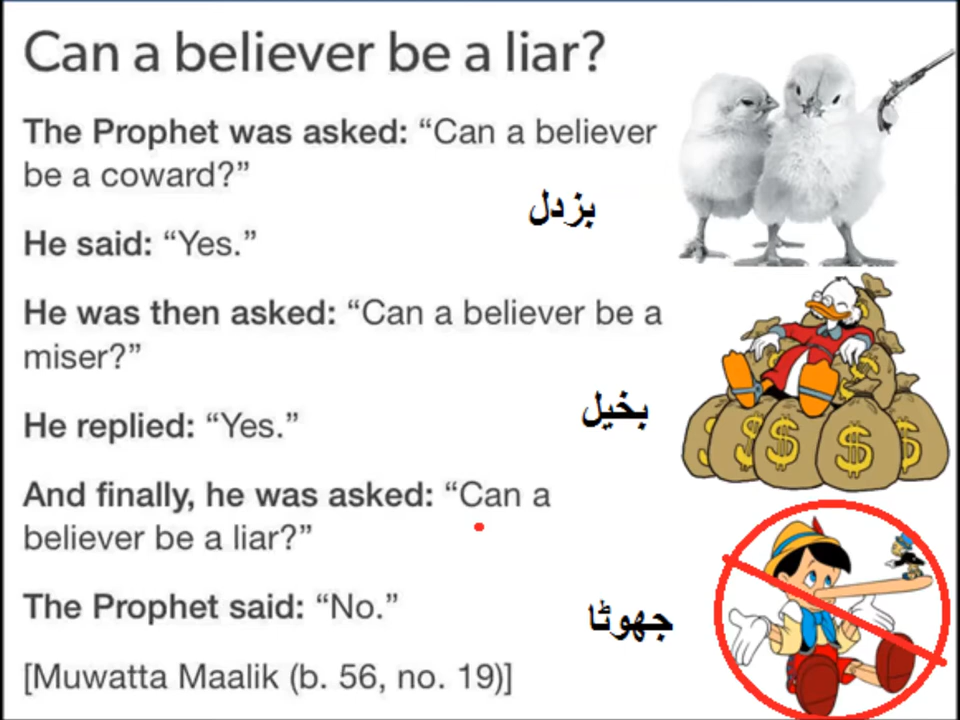 Can a believer be a liar?
The Prophet was asked: “Can a believer
be a coward?”
بزدل
He said: “Yes.”
He was then asked: “Can a believer be a
miser?”
بخیل
He replied: “Yes.”
And finally, he was asked: “Can a
believer be a liar?”
جھوٹا
The Prophet said: “No.”
[Muwatta Maalik (b. 56, no. 19)]
$
$
$
$
$